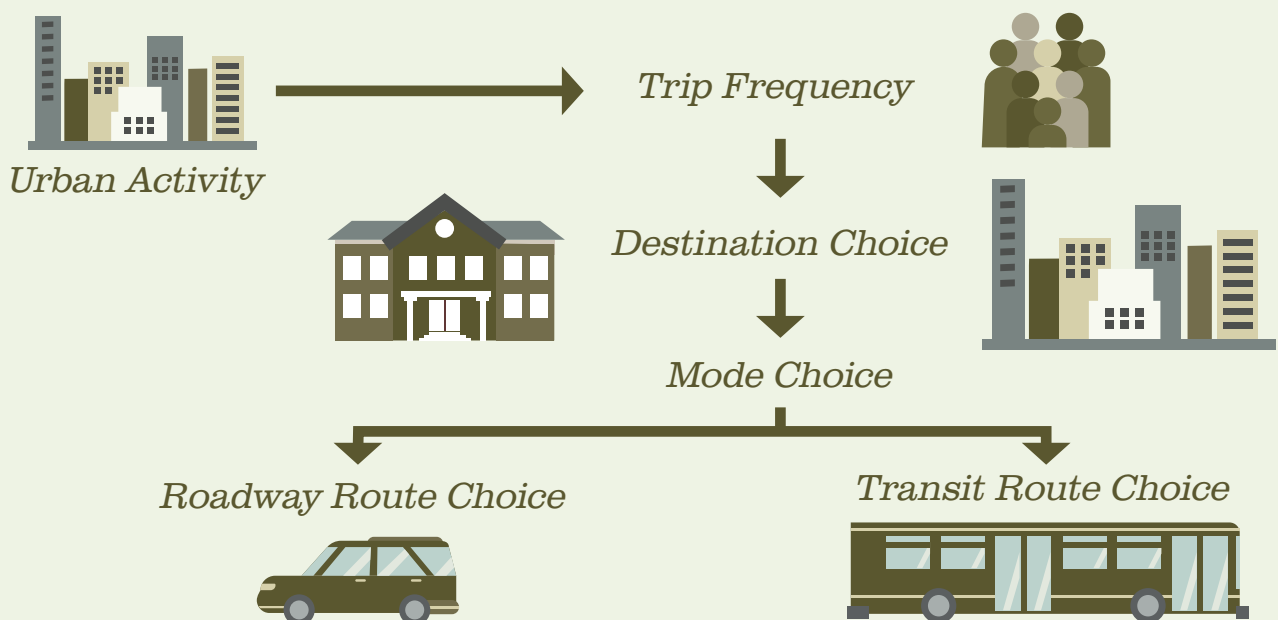 Trip Frequency
Urban Activity
Destination Choice
Mode Choice
Roadway Route Choice
Transit Route Choice